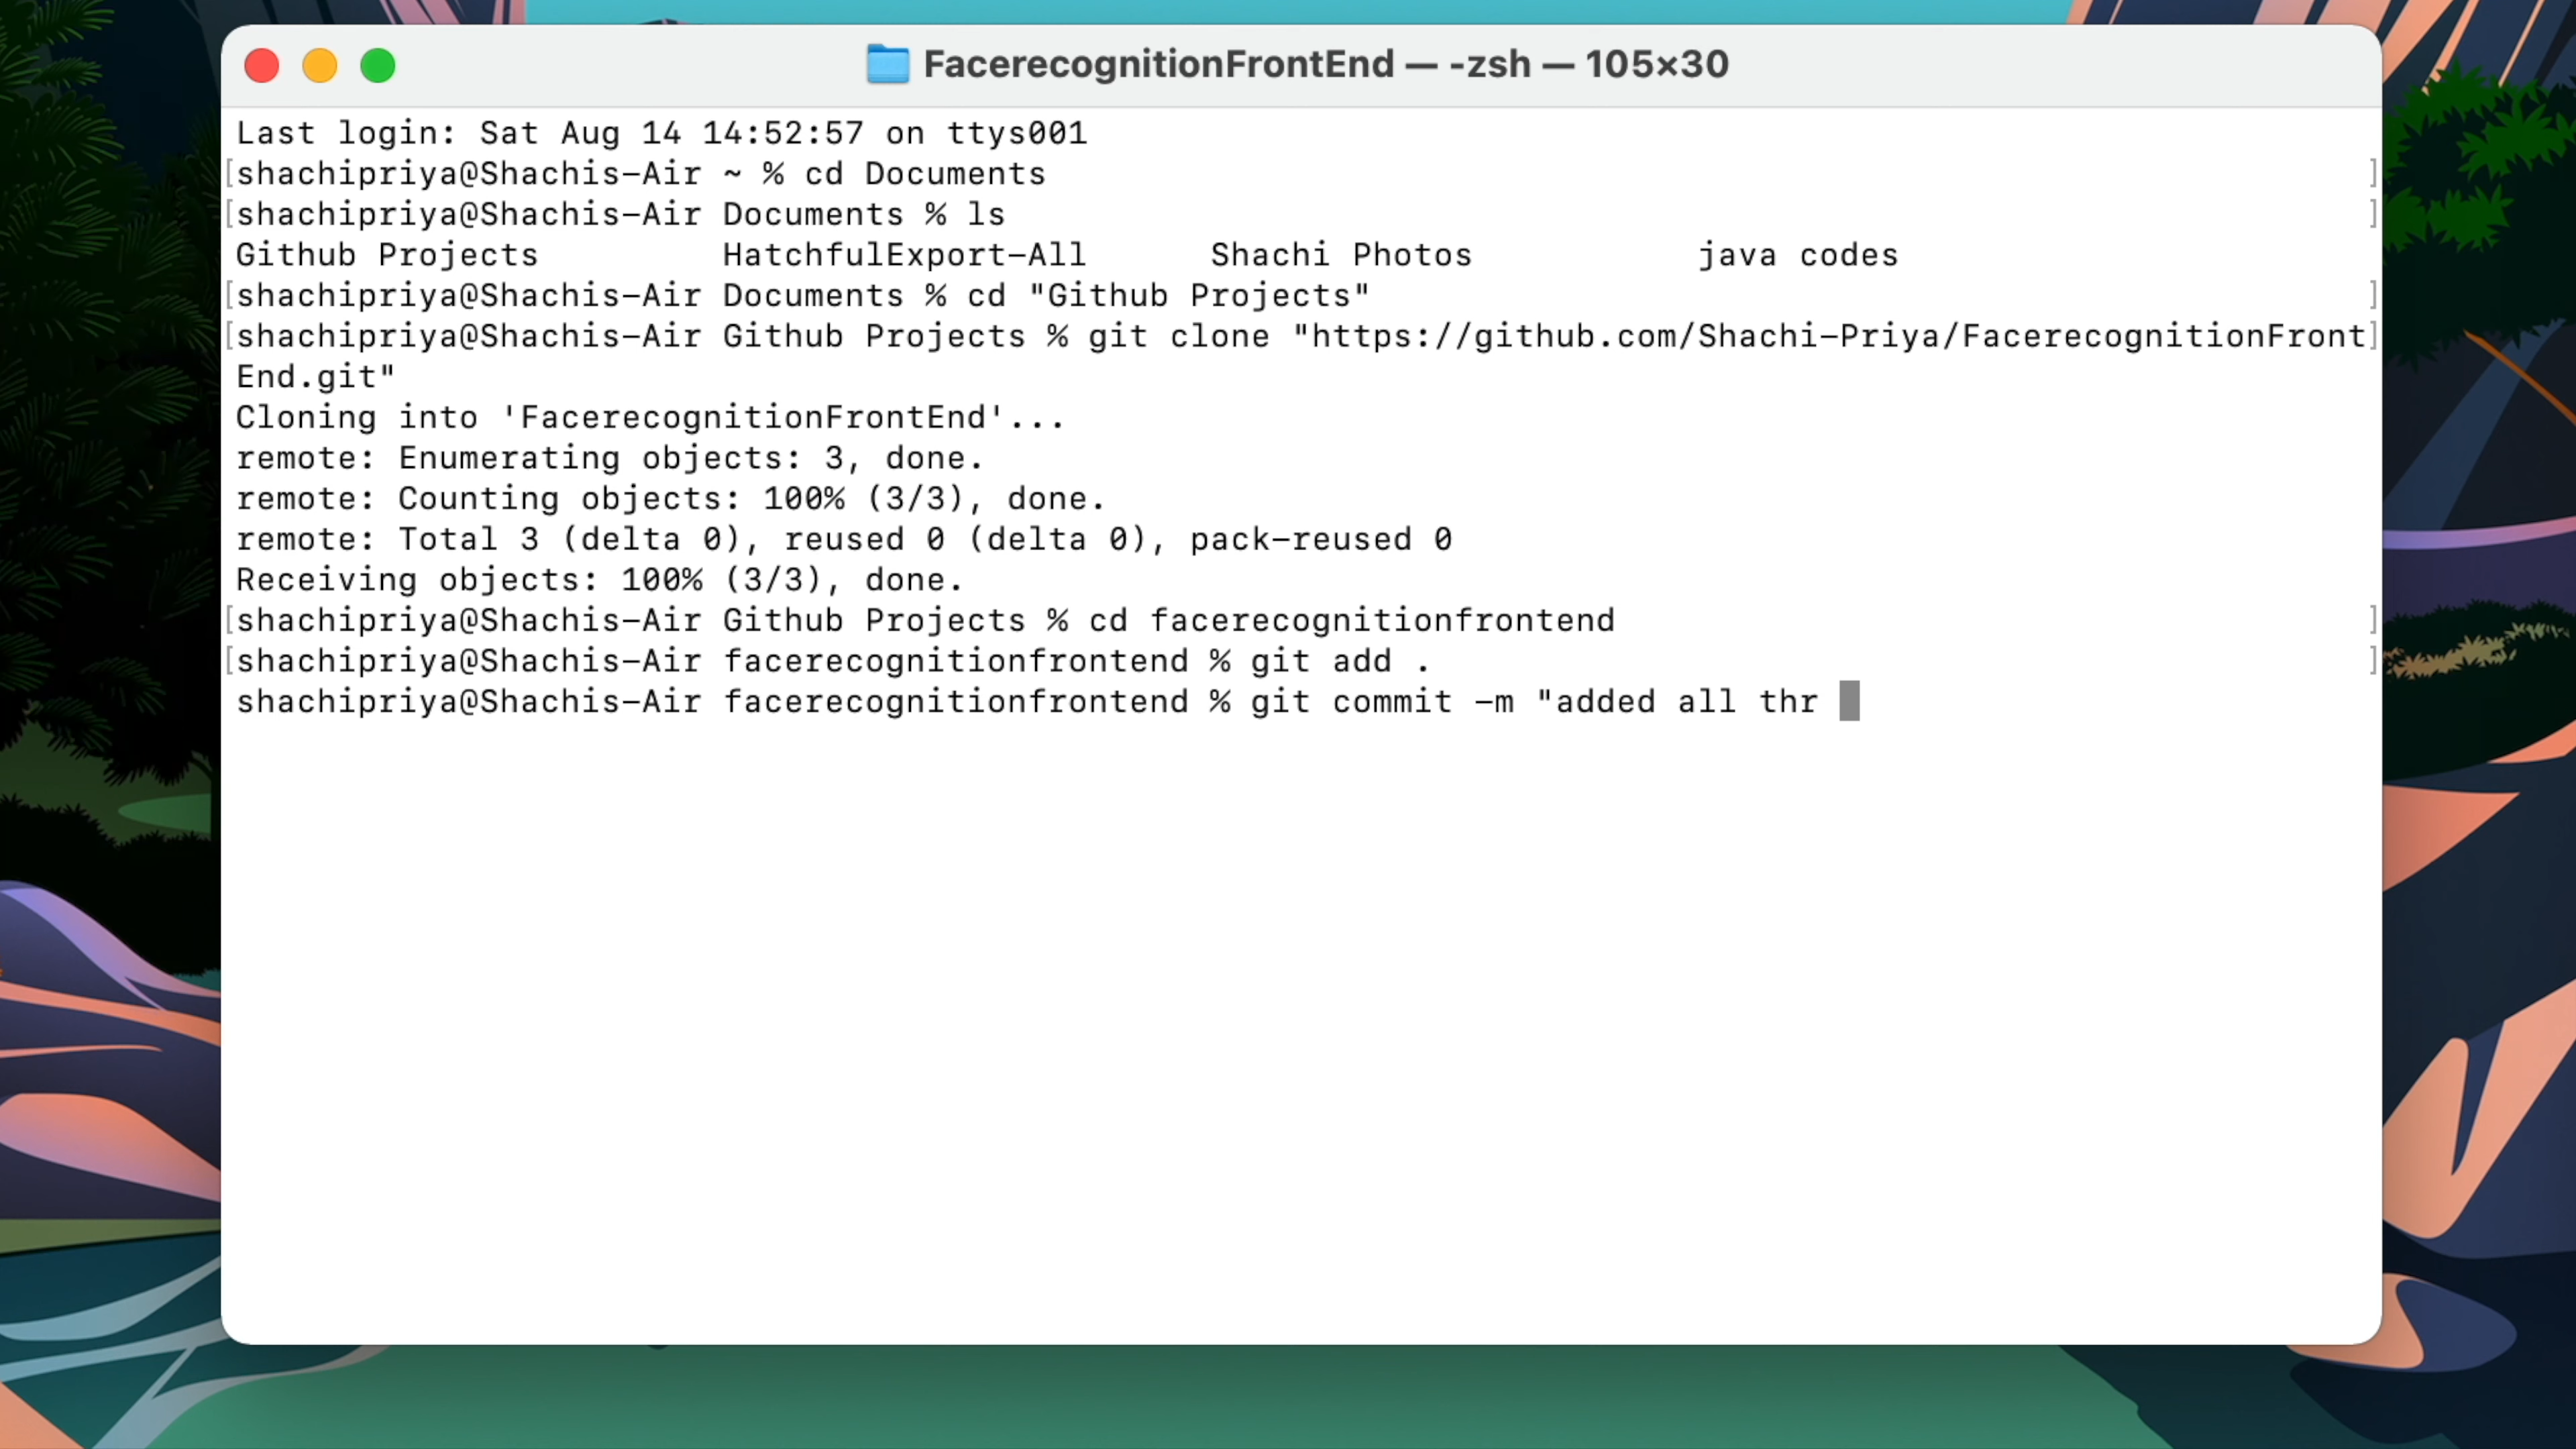 FacerecognitionFrontEnd — -zsh — 105×30
Last login: Sat Aug 14 14:52:57 on ttys001
[shachipriya@Shachis-Air ~ % cd Documents ]
[shachipriya@Shachis-Air Documents % ls ]
Github Projects HatchfulExport-All Shachi Photos java codes
[shachipriya@Shachis-Air Documents % cd "Github Projects" ]
[shachipriya@Shachis-Air Github Projects % git clone "https://github.com/Shachi-Priya/FacerecognitionFront]
End.git"
Cloning into 'FacerecognitionFrontEnd'...
remote: Enumerating objects: 3, done.
remote: Counting objects: 100% (3/3), done.
remote: Total 3 (delta 0), reused 0 (delta 0), pack-reused 0
Receiving objects: 100% (3/3), done.
[shachipriya@Shachis-Air Github Projects % cd facerecognitionfrontend ]
[shachipriya@Shachis-Air facerecognitionfrontend % git add . ]
shachipriya@Shachis-Air facerecognitionfrontend % git commit -m "added all thr